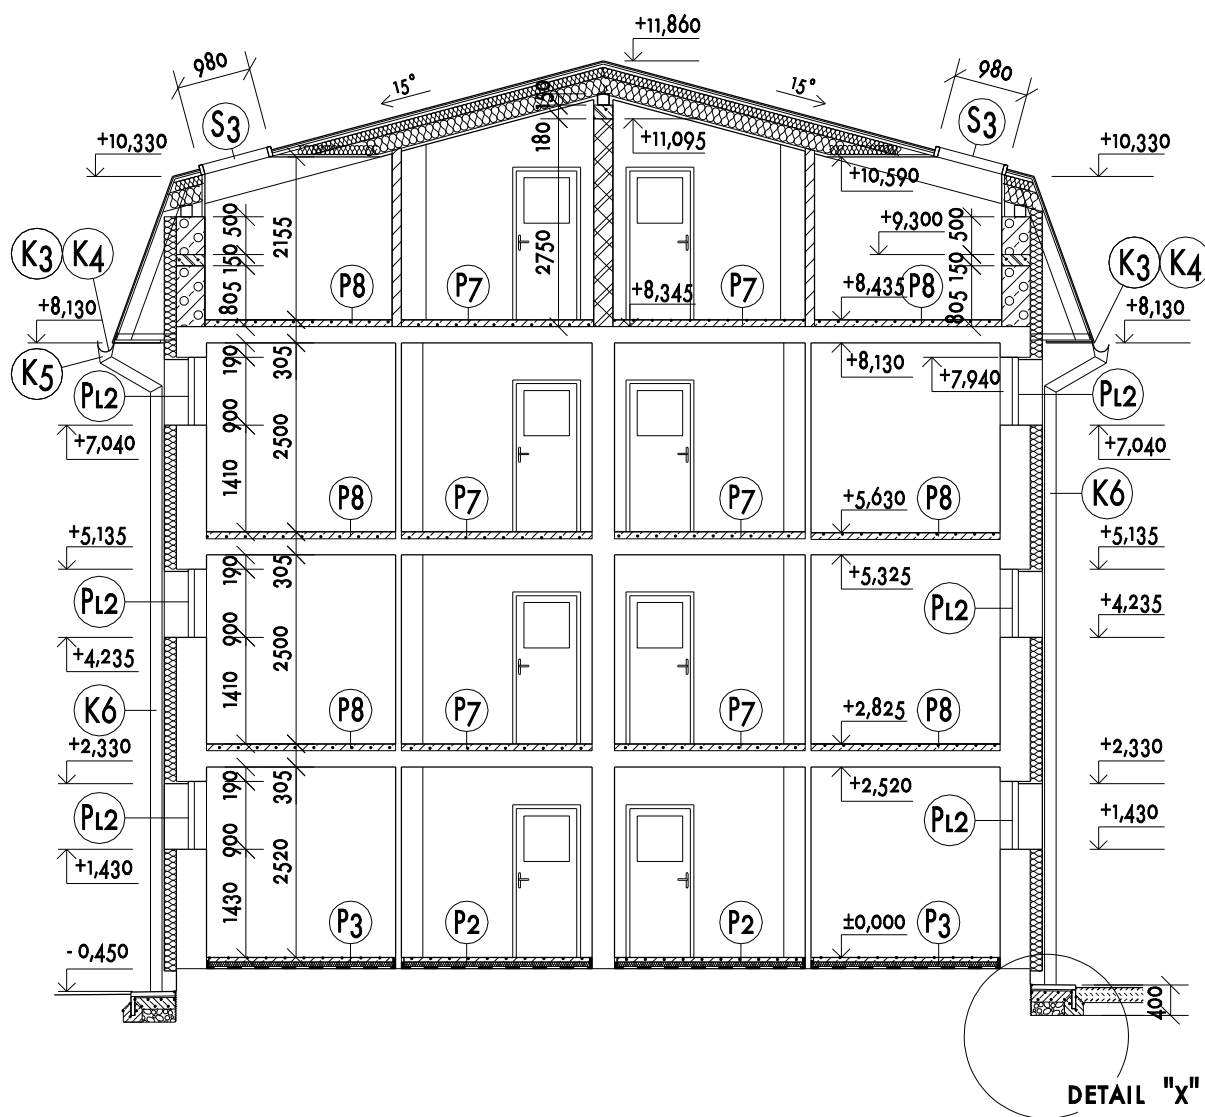 +11,860
980
15°
15°
980
S3
150
S3
+10,330
180
+11,095
+10,330
+10,590
500
2155
2750
+9,300
500
K3
K4
150
150
K3
K4
805
P8
P7
+8,345
P7
+8,435
P8
805
+8,130
+8,130
K5
190
305
+8,130
+7,940
PL2
PL2
900
2500
+7,040
+7,040
1410
P8
P7
P7
+5,630
P8
K6
+5,135
+5,135
190
305
+5,325
PL2
PL2
900
+4,235
2500
+4,235
1410
K6
P8
P7
P7
+2,825
P8
+2,330
+2,330
190
305
+2,520
PL2
PL2
900
+1,430
2520
+1,430
1430
P3
P2
P2
±0,000
P3
- 0,450
400
DETAIL "X"